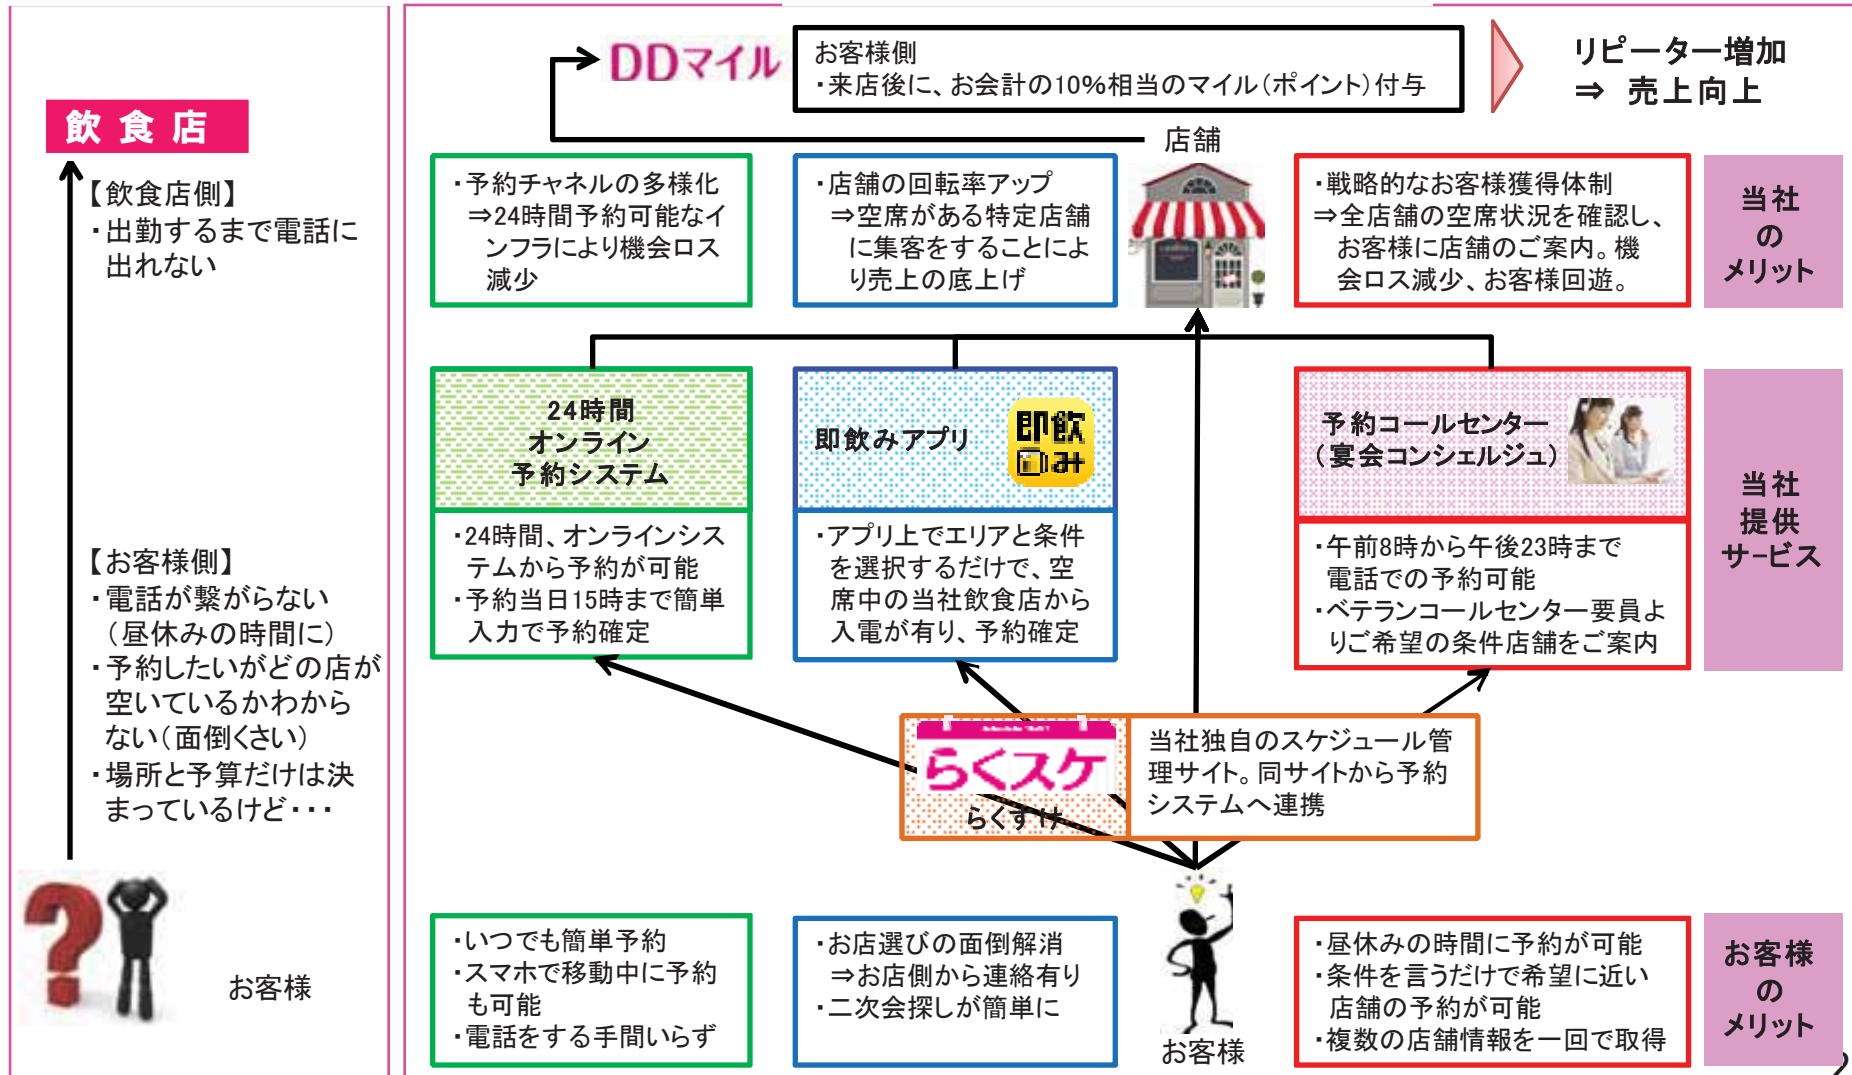 飲食店
【飲食店側】
・出勤するまで電話に
出れない
【お客様側】
・電話が繋がらない
（昼休みの時間に）
・予約したいがどの店が
空いているかわから
ない（面倒くさい）
・場所と予算だけは決
まっているけど・・・
お客様
DDマイル
お客様側
・来店後に、お会計の10%相当のマイル（ポイント）付与
リピーター増加
⇒ 売上向上
店舗
・予約チャネルの多様化
⇒24時間予約可能なイ
ンフラにより機会ロス
減少
・店舗の回転率アップ
⇒空席がある特定店舗
に集客をすることによ
り売上の底上げ
・戦略的なお客様獲得体制
⇒全店舗の空席状況を確認し、
お客様に店舗のご案内。機
会ロス減少、お客様回遊。
当社
の
メリット
24時間
オンライン
予約システム
・24時間、オンラインシス
テムから予約が可能
・予約当日15時まで簡単
入力で予約確定
即飲みアプリ
即飲
み
・アプリ上でエリアと条件
を選択するだけで、空
席中の当社飲食店から
入電が有り、予約確定
予約コールセンター
（宴会コンシェルジュ）
・午前8時から午後23時まで
電話での予約可能
・ベテランコールセンター要員よ
りご希望の条件店舗をご案内
当社
提供
サービス
らくスケ
らくすけ
当社独自のスケジュール管
理サイト。同サイトから予約
システムへ連携
・いつでも簡単予約
・スマホで移動中に予約
も可能
・電話をする手間いらず
・お店選びの面倒解消
⇒お店側から連絡有り
・二次会探しが簡単に
お客様
・昼休みの時間に予約が可能
・条件を言うだけで希望に近い
店舗の予約が可能
・複数の店舗情報を一回で取得
お客様
の
メリット
2